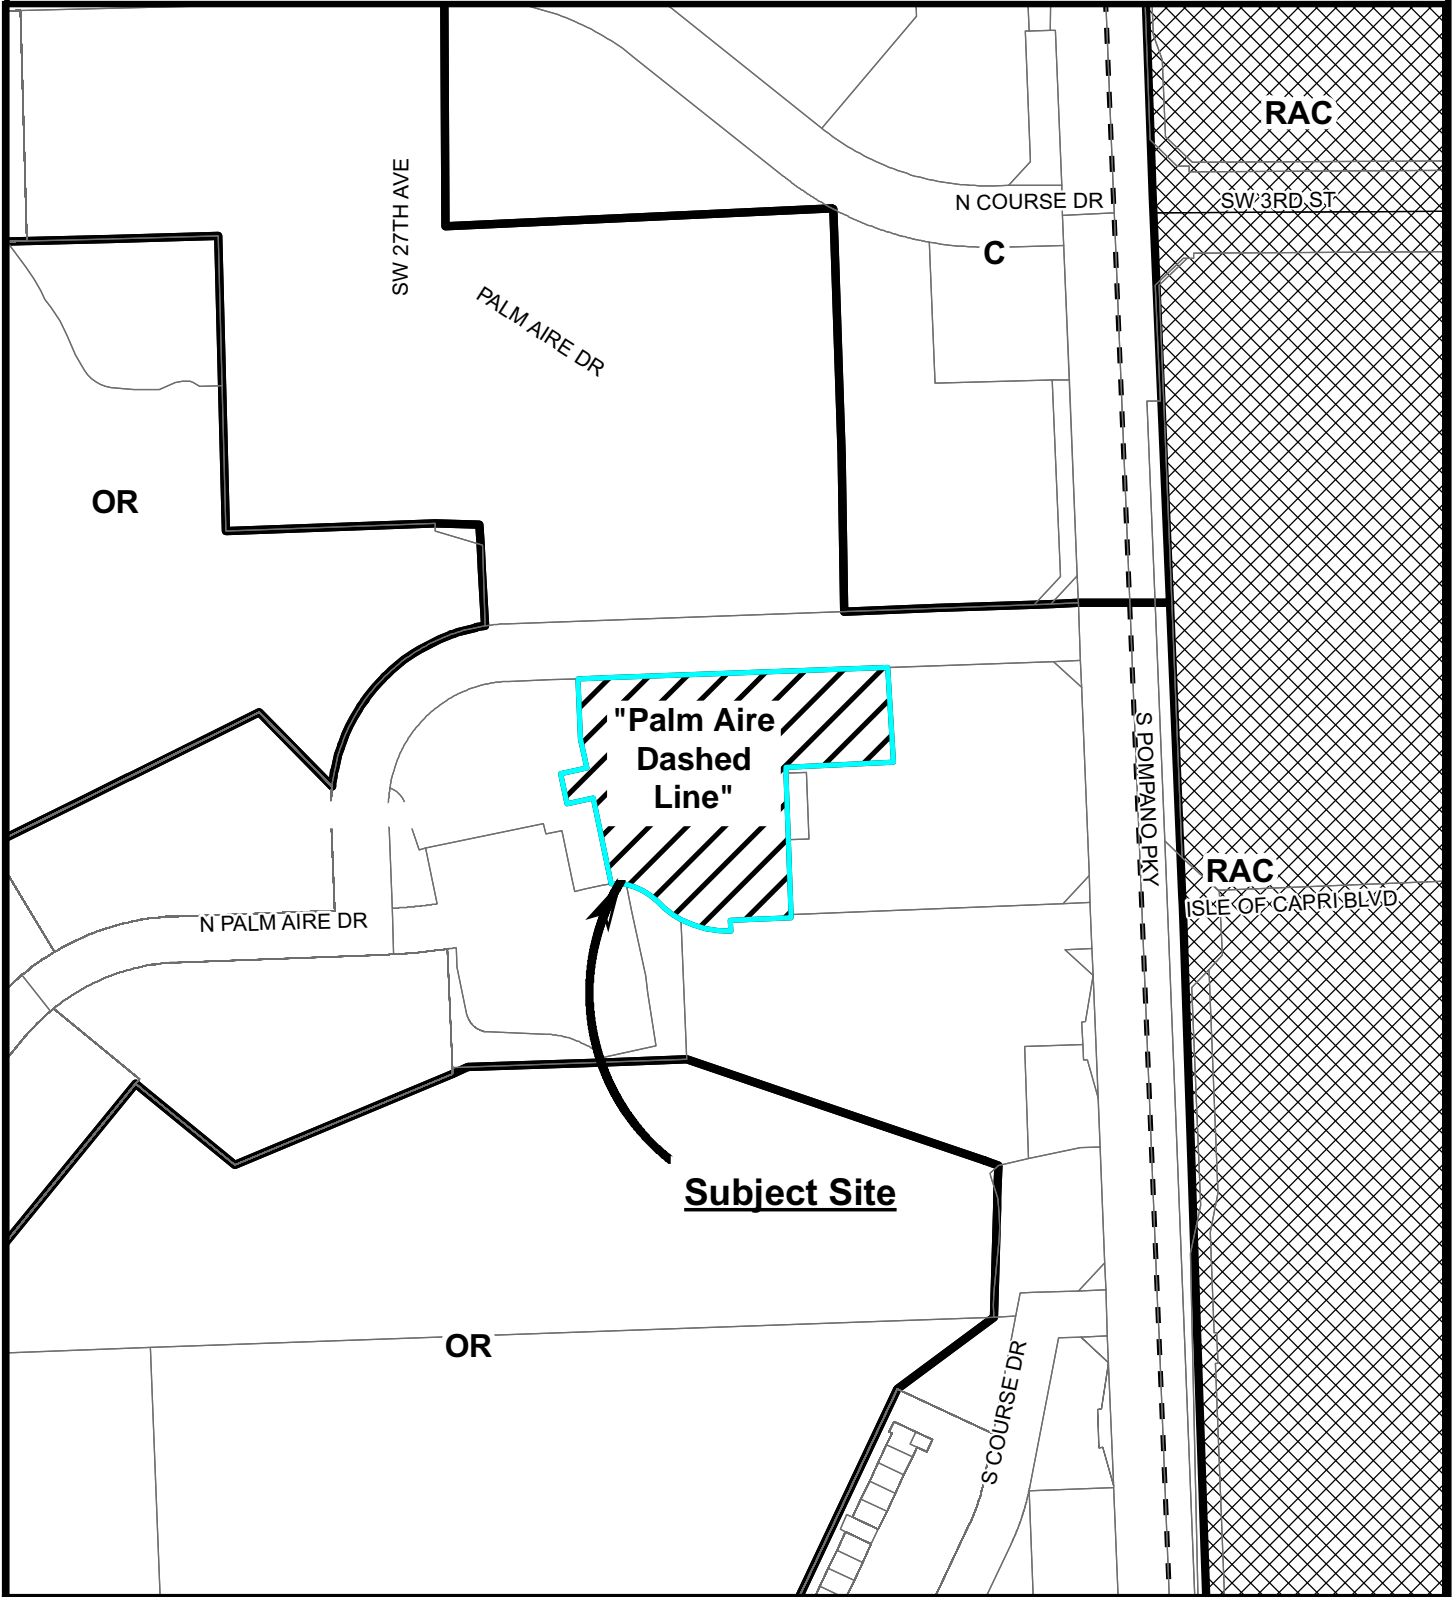 RAC
SW 27TH AVE
N COURSE DR
SW 3RD ST
C
PALM AIRE DR
OR
"Palm Aire
Dashed
Line"
S POMPANO PKY
RAC
ISLE OF CAPRI BLVD
N PALM AIRE DR
Subject Site
OR
S COURSE DR